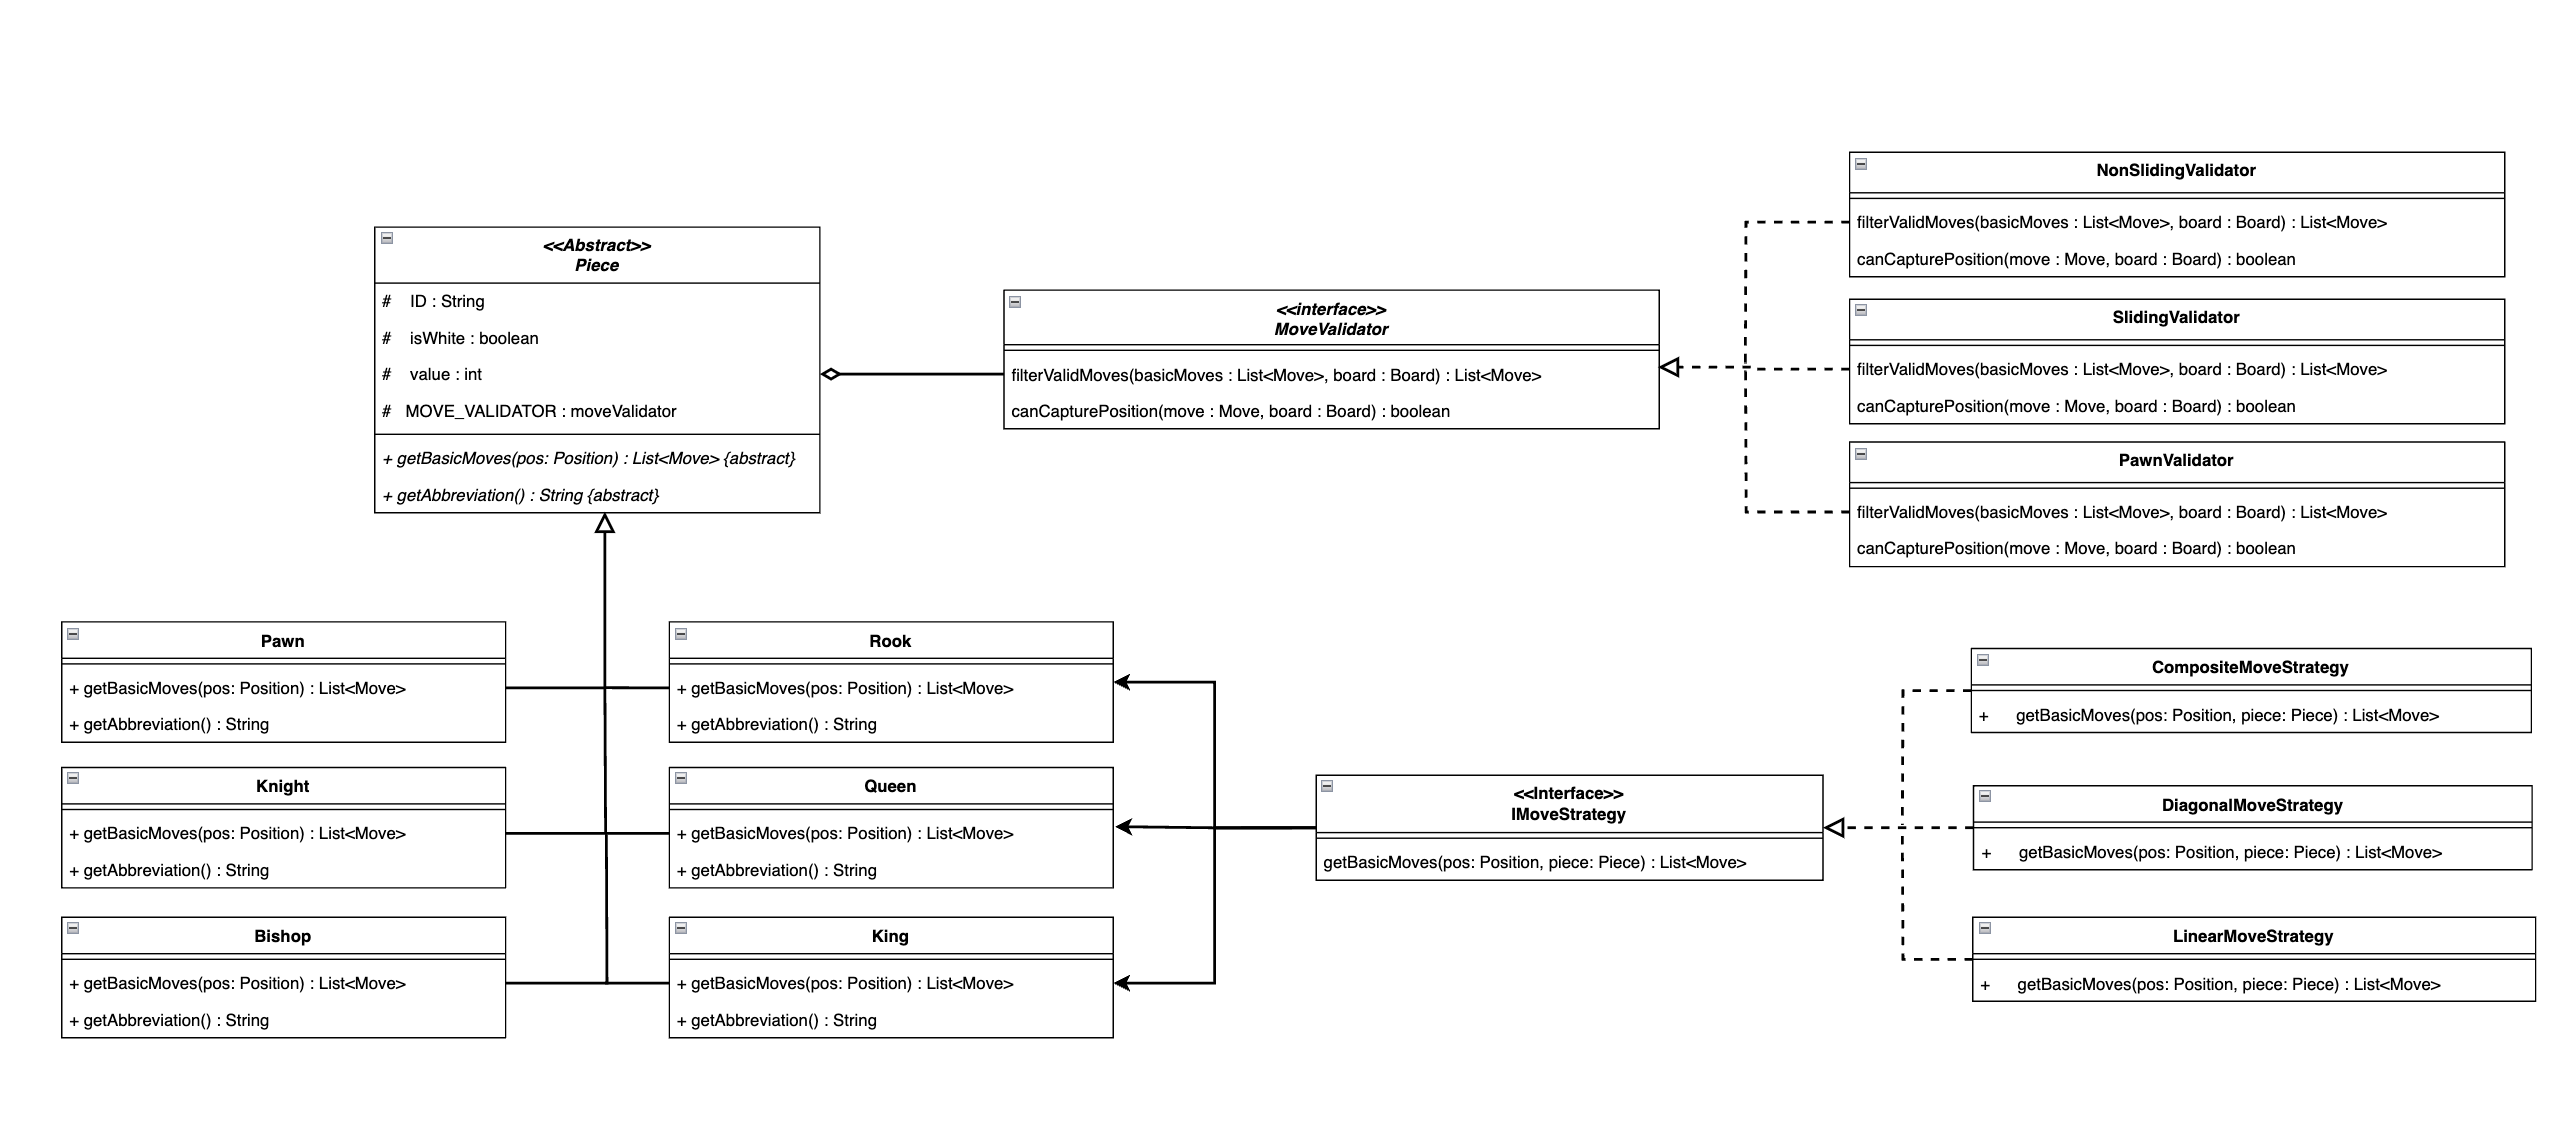 <<Abstract>>
Piece
# ID : String
# isWhite : boolean
# value : int
# MOVE_VALIDATOR : moveValidator
+ getBasicMoves(pos: Position) : List<Move> {abstract}
+ getAbbreviation() : String {abstract}
<<interface>>
MoveValidator
filterValidMoves(basicMoves : List<Move>, board : Board) : List<Move>
canCapturePosition(move : Move, board : Board) : boolean
NonSlidingValidator
filterValidMoves(basicMoves : List<Move>, board : Board) : List<Move>
canCapturePosition(move : Move, board : Board) : boolean
SlidingValidator
filterValidMoves(basicMoves : List<Move>, board : Board) : List<Move>
canCapturePosition(move : Move, board : Board) : boolean
PawnValidator
filterValidMoves(basicMoves : List<Move>, board : Board) : List<Move>
canCapturePosition(move : Move, board : Board) : boolean
Pawn
+ getBasicMoves(pos: Position) : List<Move>
+ getAbbreviation() : String
Knight
+ getBasicMoves(pos: Position) : List<Move>
+ getAbbreviation() : String
Bishop
+ getBasicMoves(pos: Position) : List<Move>
+ getAbbreviation() : String
Rook
+ getBasicMoves(pos: Position) : List<Move>
+ getAbbreviation() : String
Queen
+ getBasicMoves(pos: Position) : List<Move>
+ getAbbreviation() : String
King
+ getBasicMoves(pos: Position) : List<Move>
+ getAbbreviation() : String
<<Interface>>
IMoveStrategy
getBasicMoves(pos: Position, piece: Piece) : List<Move>
CompositeMoveStrategy
+ getBasicMoves(pos: Position, piece: Piece) : List<Move>
DiagonalMoveStrategy
+ getBasicMoves(pos: Position, piece: Piece) : List<Move>
LinearMoveStrategy
+ getBasicMoves(pos: Position, piece: Piece) : List<Move>